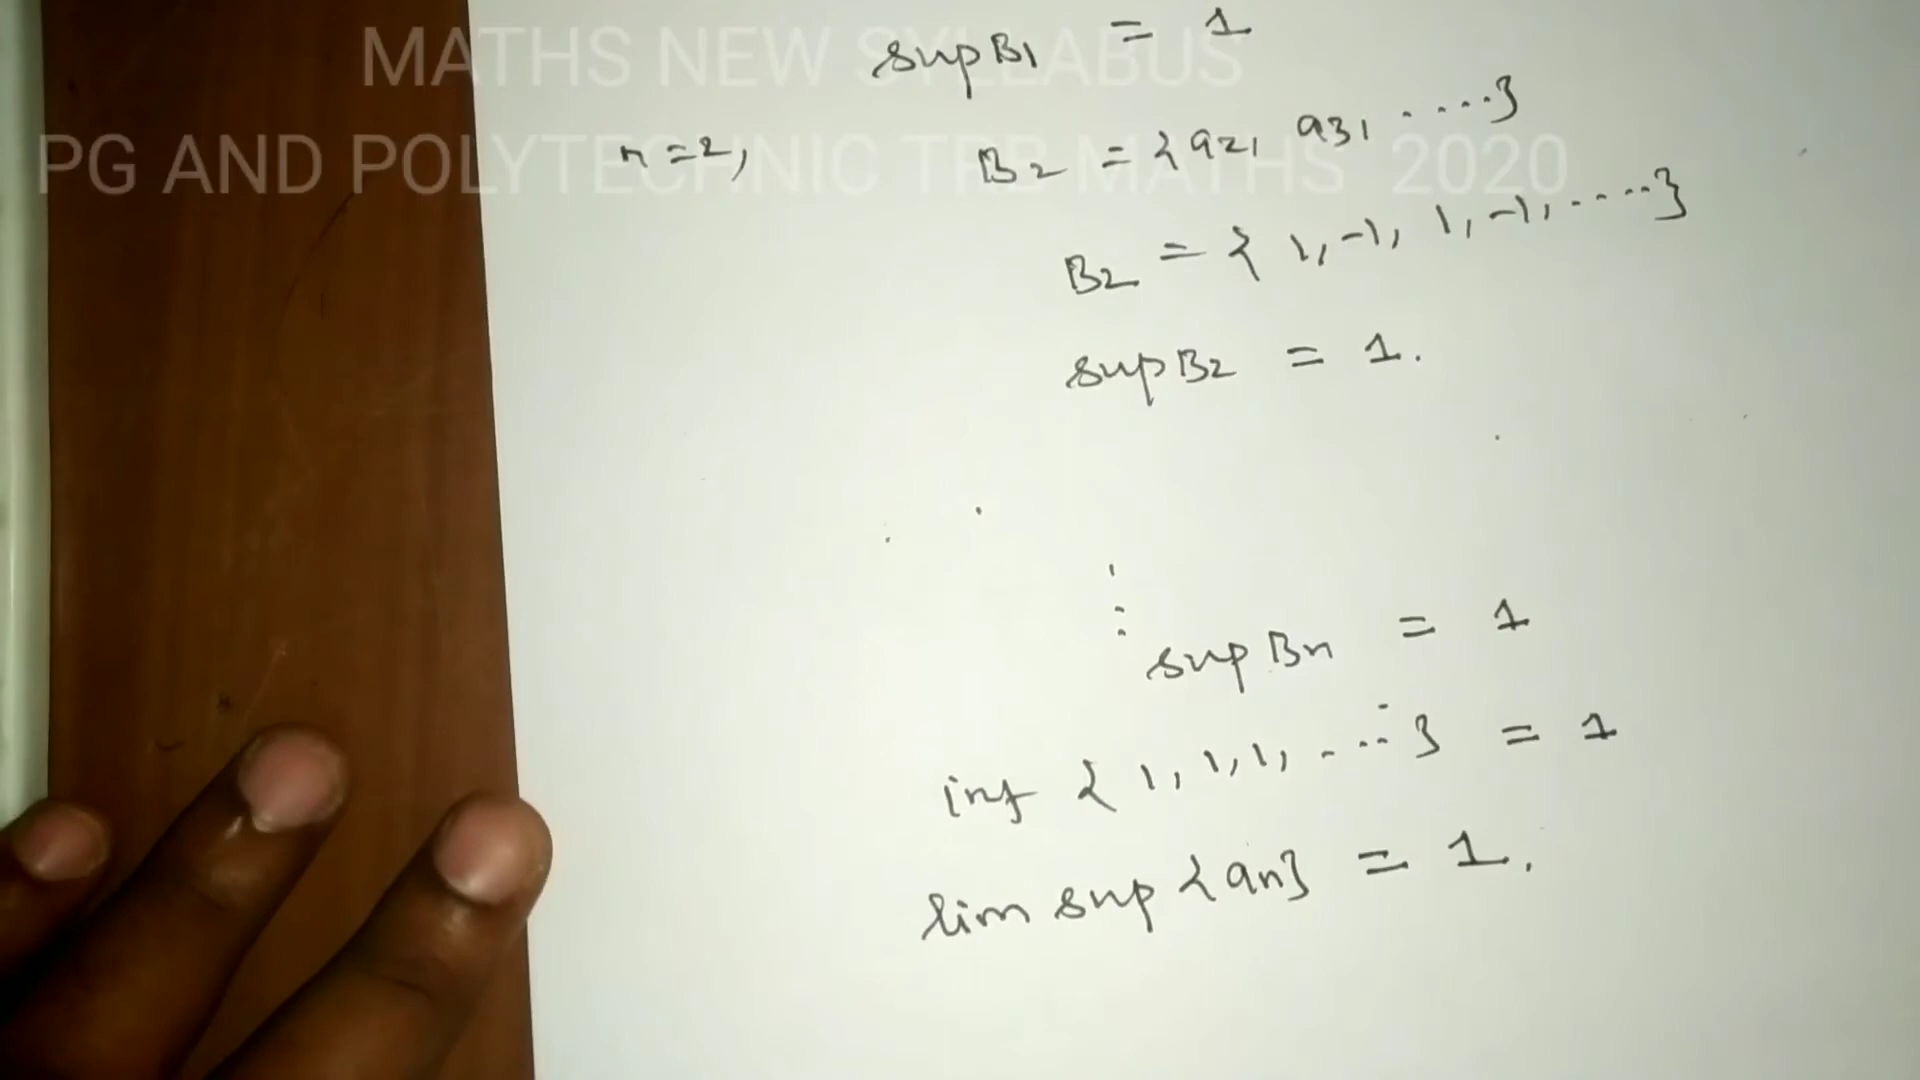 MATHS NEW SYLLABUS
PG AND POLYTECHNIC TRB MATHS 2020
sup B1 = 1
n = 2, B2 = {a2, a3, .....}
B2 = {1, -1, 1, -1, .....}
sup B2 = 1.
⋮
sup Bn = 1
inf {1, 1, 1, ....} = 1
lim sup {an} = 1.